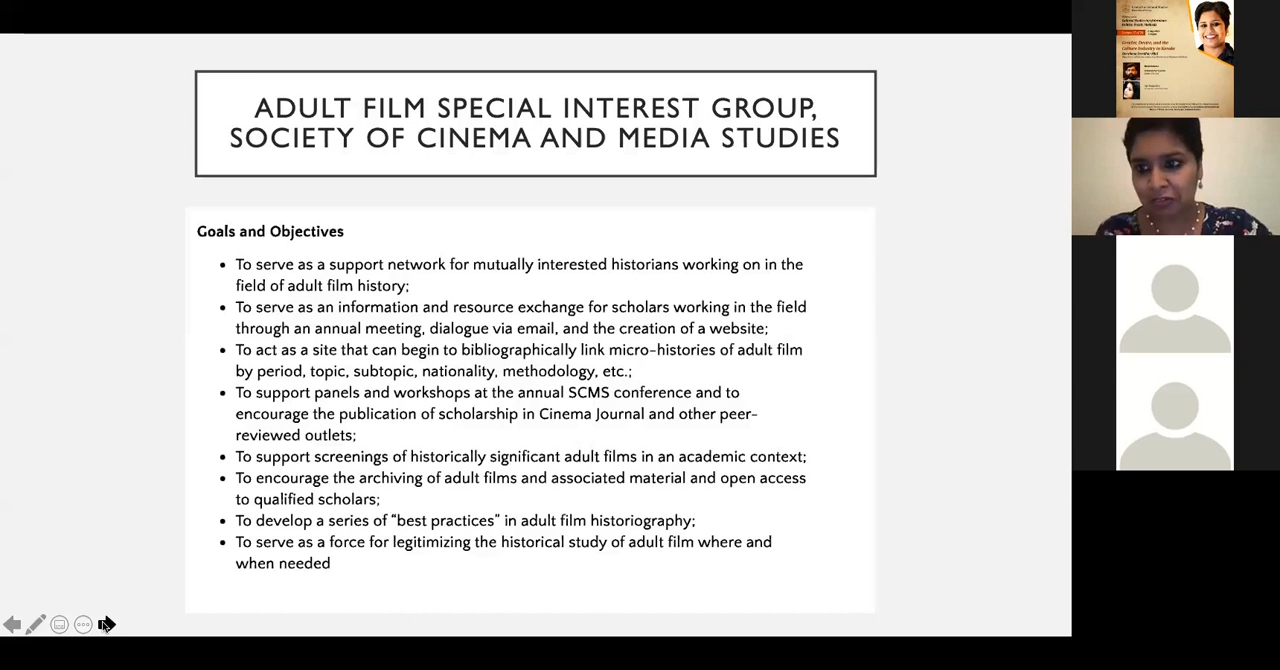 ADULT FILM SPECIAL INTEREST GROUP,
SOCIETY OF CINEMA AND MEDIA STUDIES
Goals and Objectives
• To serve as a support network for mutually interested historians working on in the
field of adult film history;
• To serve as an information and resource exchange for scholars working in the field
through an annual meeting, dialogue via email, and the creation of a website;
• To act as a site that can begin to bibliographically link micro-histories of adult film
by period, topic, subtopic, nationality, methodology, etc.;
• To support panels and workshops at the annual SCMS conference and to
encourage the publication of scholarship in Cinema Journal and other peer-
reviewed outlets;
• To support screenings of historically significant adult films in an academic context;
• To encourage the archiving of adult films and associated material and open access
to qualified scholars;
• To develop a series of “best practices” in adult film historiography;
• To serve as a force for legitimizing the historical study of adult film where and
when needed